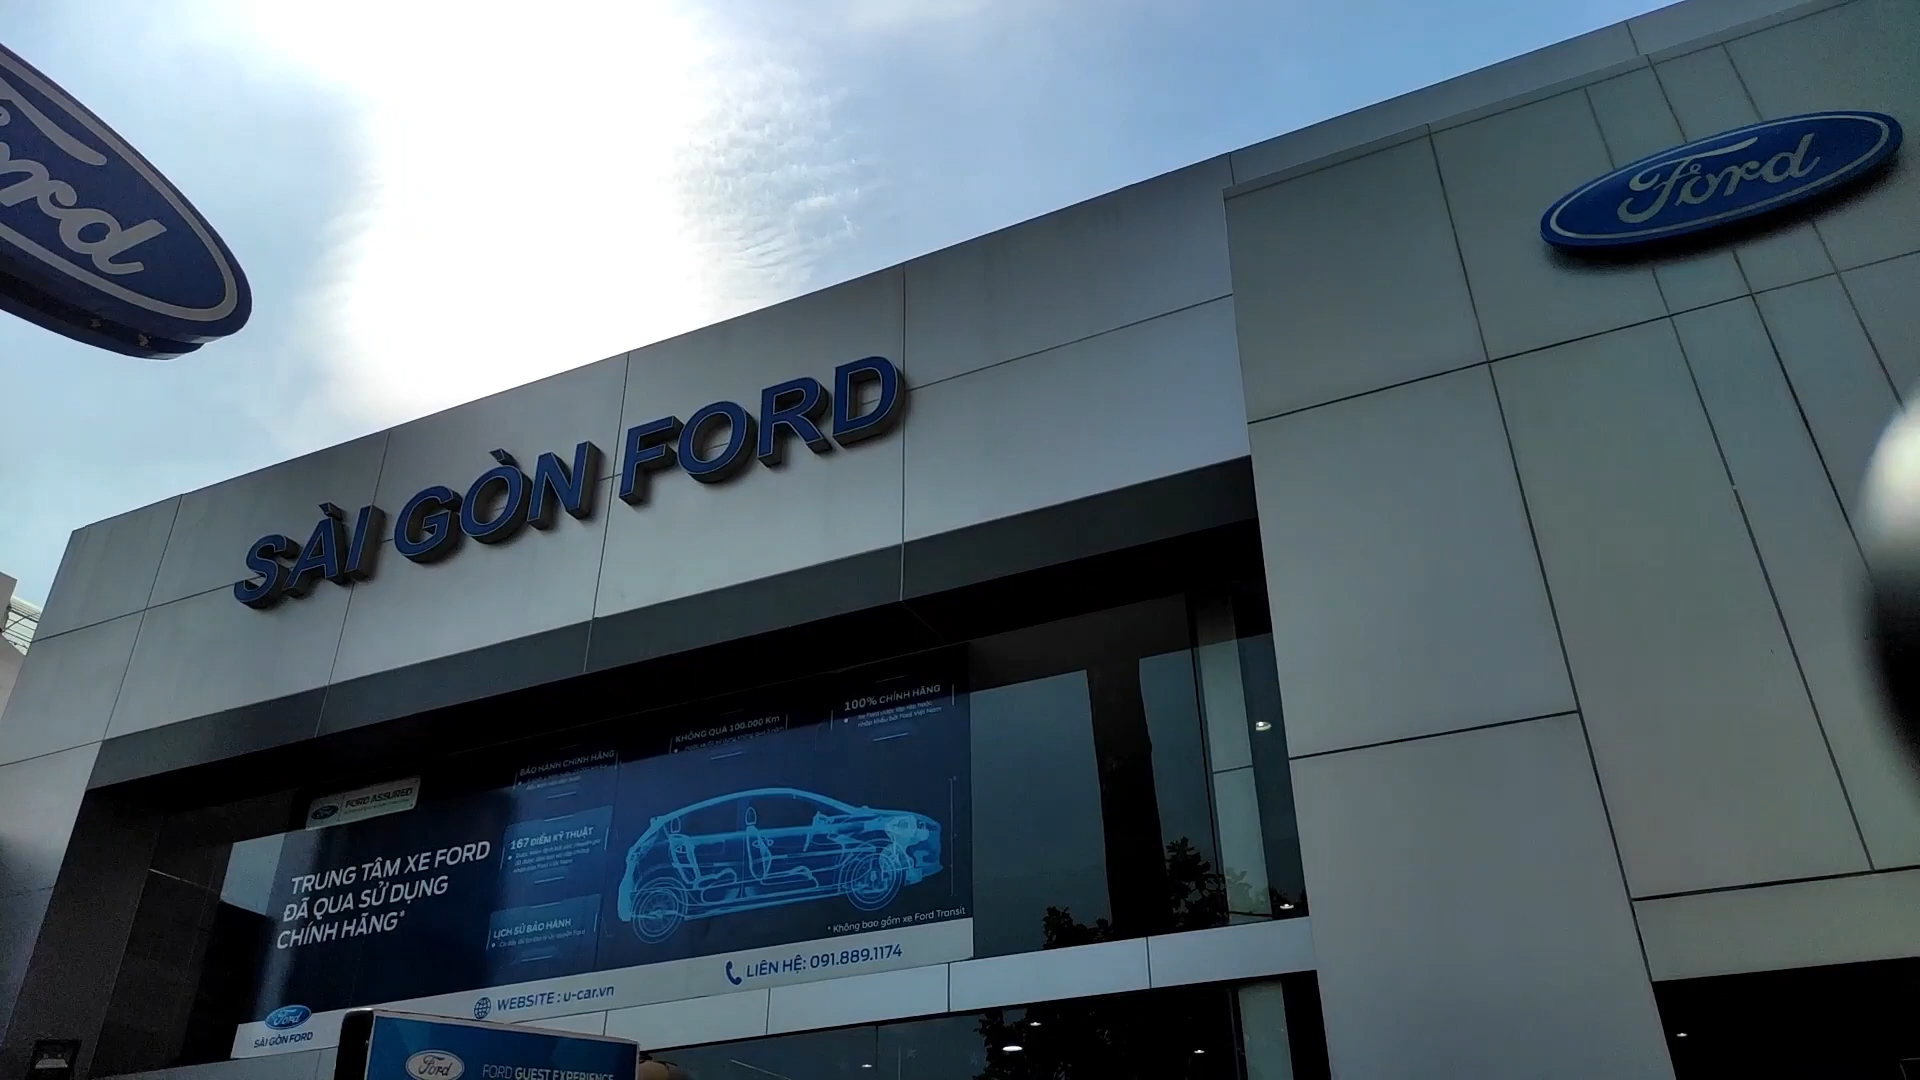 Ford
Ford
SÀI GÒN FORD
100% CHÍNH HÃNG
KHÔNG QUÁ 100.000 Km
BẢO HÀNH CHÍNH HÃNG
FORD ASSURED
167 ĐIỂM KỸ THUẬT
TRUNG TÂM XE FORD
ĐÃ QUA SỬ DỤNG
CHÍNH HÃNG*
LỊCH SỬ BẢO HÀNH
* Không bao gồm xe Ford Transit
LIÊN HỆ: 091.889.1174
WEBSITE : u-car.vn
Ford
SÀI GÒN FORD
Ford
FORD GUEST EXPERIENCE